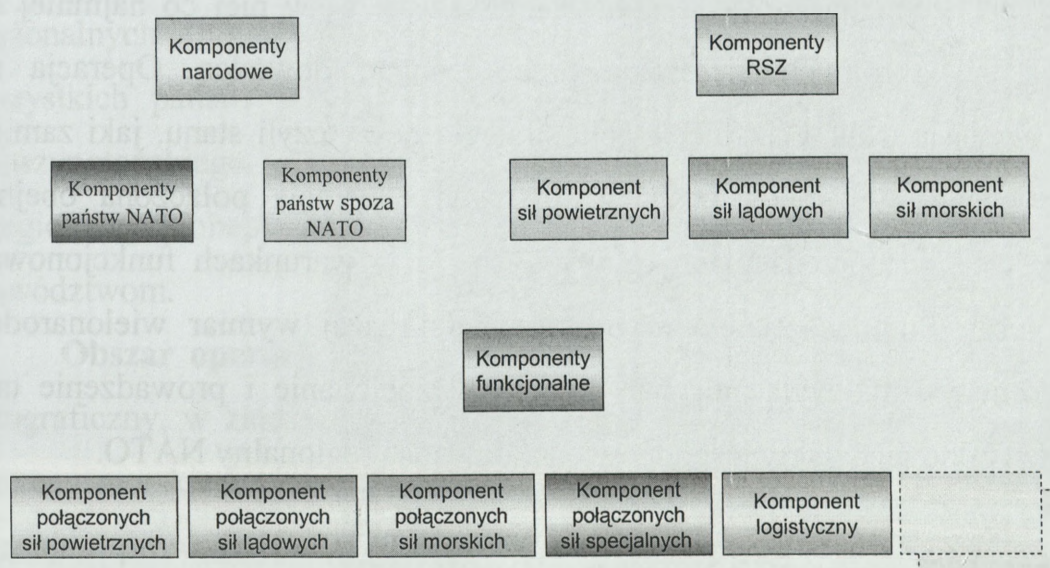 Komponenty
narodowe
Komponenty
RSZ
Komponenty
państw NATO
Komponenty
państw spoza
NATO
Komponent
sił powietrznych
Komponent
sił lądowych
Komponent
sił morskich
Komponenty
funkcjonalne
Komponent
połączonych
sił powietrznych
Komponent
połączonych
sił lądowych
Komponent
połączonych
sił morskich
Komponent
połączonych
sił specjalnych
Komponent
logistyczny